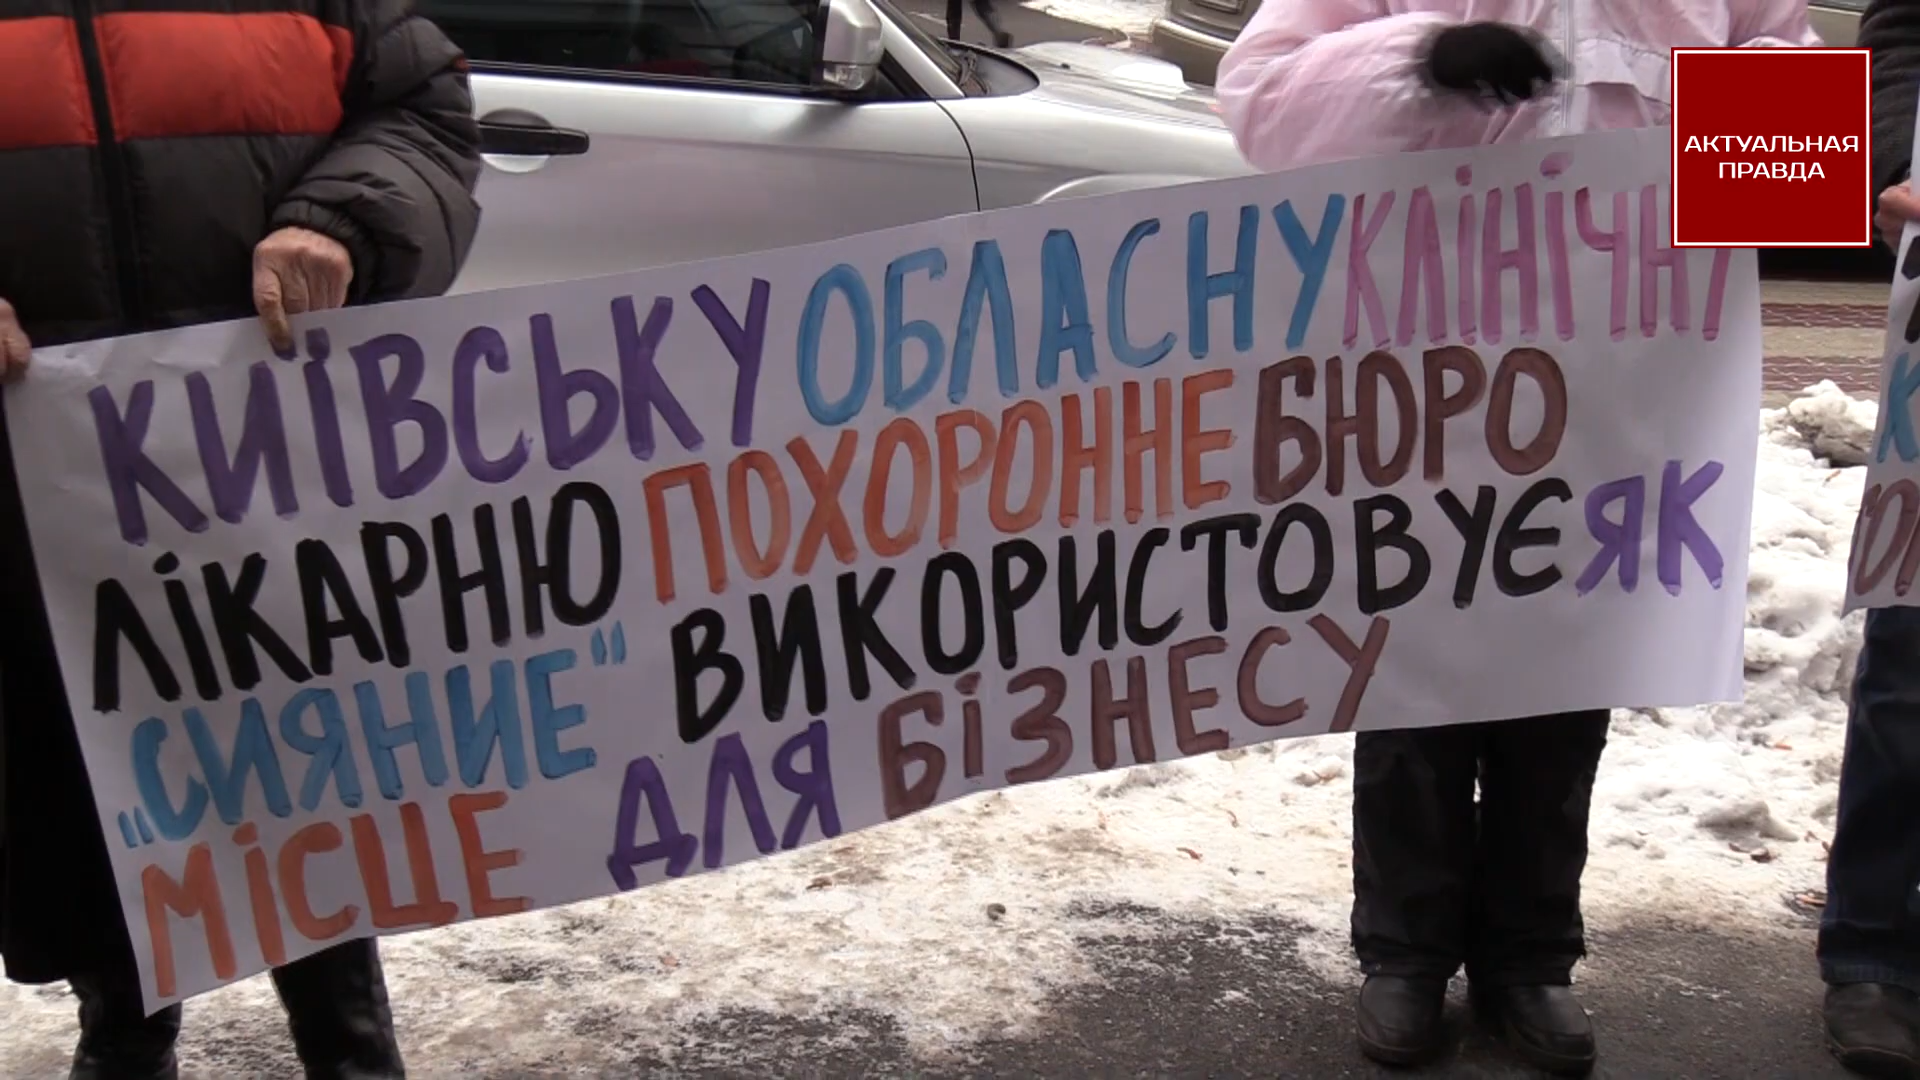 АКТУАЛЬНАЯ
ПРАВДА
КИЇВСЬКУ ОБЛАСНУ КЛІНІЧНУ
ЛІКАРНЮ ПОХОРОННЕ БЮРО
„СИЯНИЕ" ВИКОРИСТОВУЄ ЯК
МІСЦЕ ДЛЯ БІЗНЕСУ